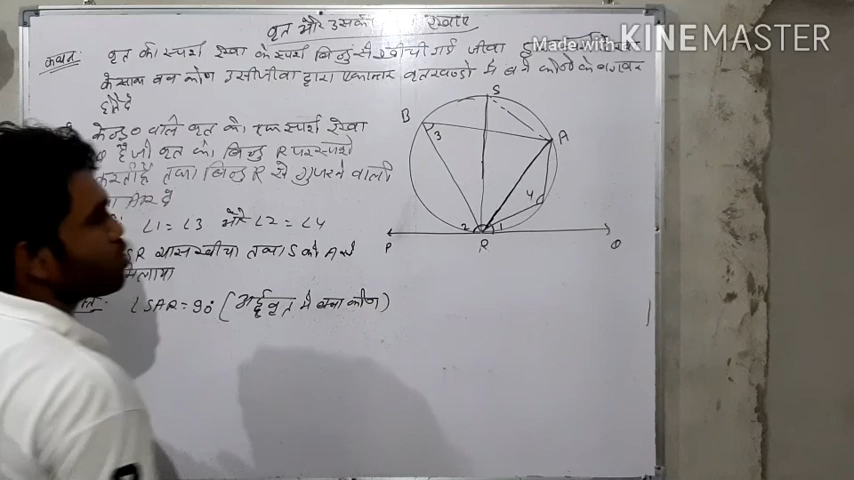 वृत और उसकी रेखाए
Made with KINEMASTER
कथन: वृत की स्पर्श रेखा के स्पर्श बिन्दु से खींची गई जीवा
के साथ बने कोण उसी जीवा द्वारा एकान्तर वृतखण्डो में बने कोनो के बराबर
होते है
केन्द्र O वाले वृत की एक स्पर्श रेखा
है जो वृत को बिन्दु R पर स्पर्श
करती है तथा बिन्दु R से गुजरने वाली
AR है
∠1 = ∠3 और ∠2 = ∠4
SR व्यास खींचा तथा S को A से
मिलाया
∠SAR = 90 (अर्द्धवृत में बना कोण)
S
B
A
3
4
2
1
P
R
Q